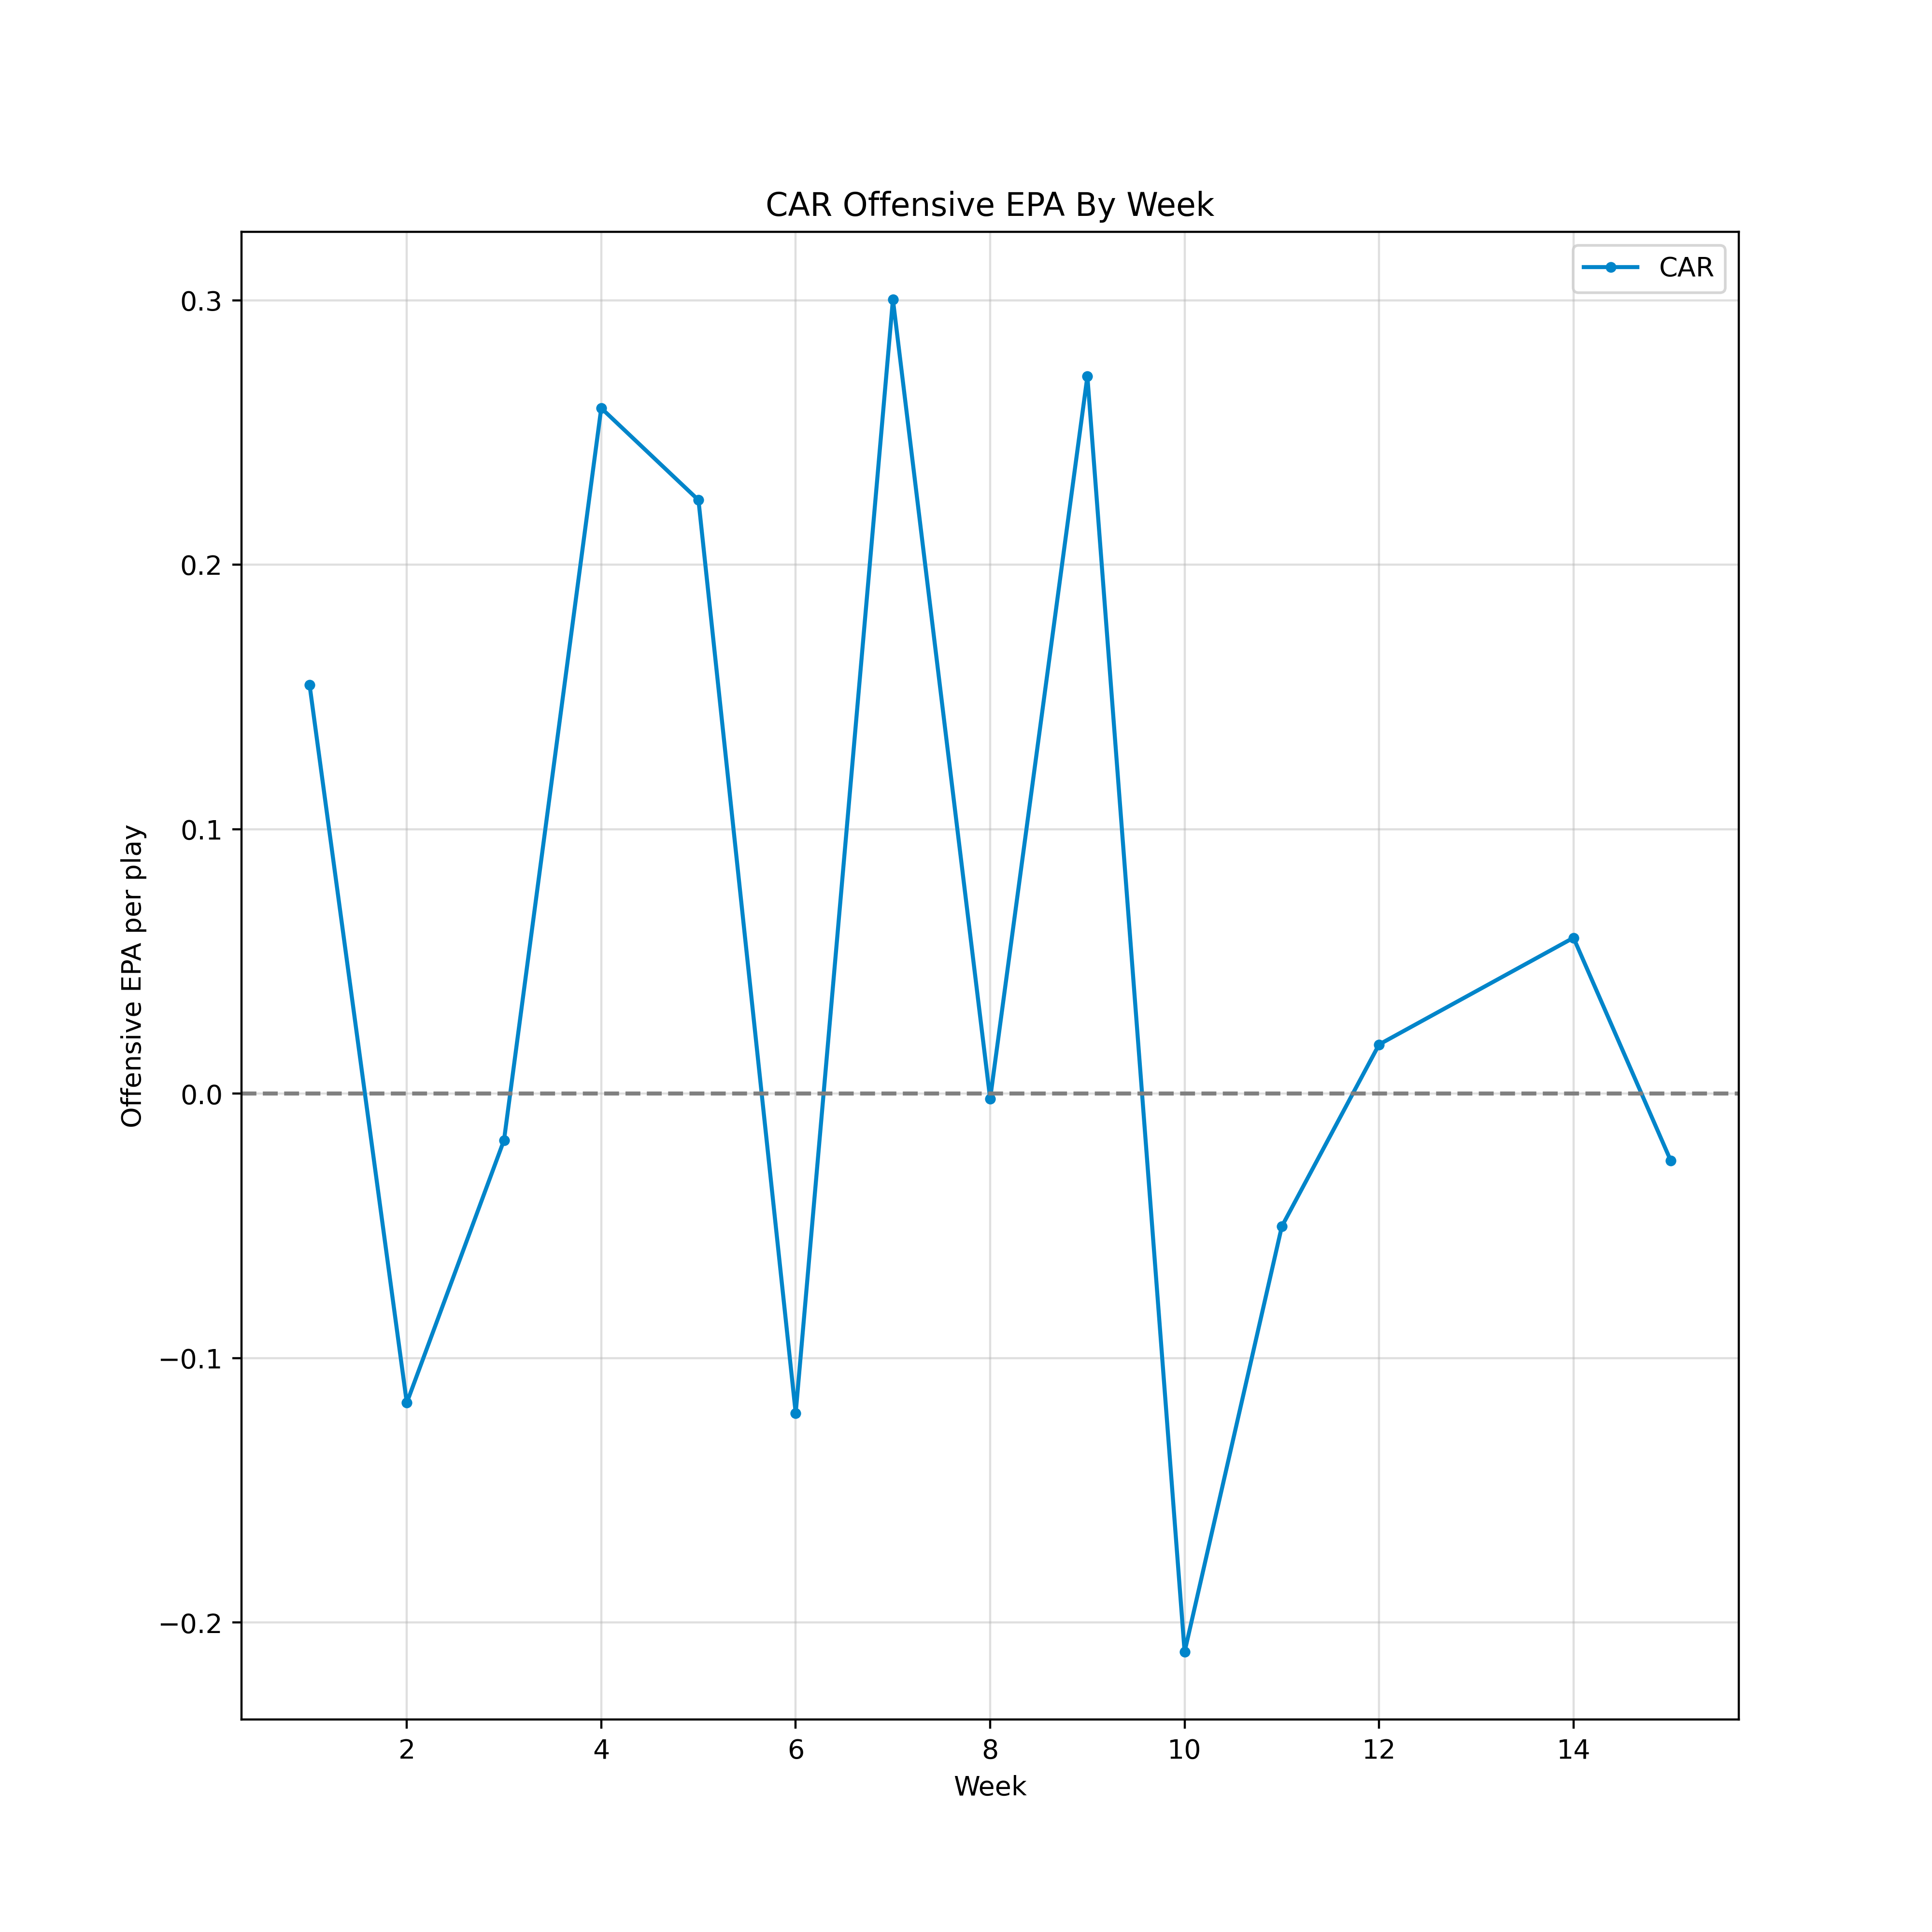 CAR Offensive EPA By Week
CAR
0.3
0.2
0.1
0.0
−0.1
−0.2
Offensive EPA per play
2 4 6 8 10 12 14
Week